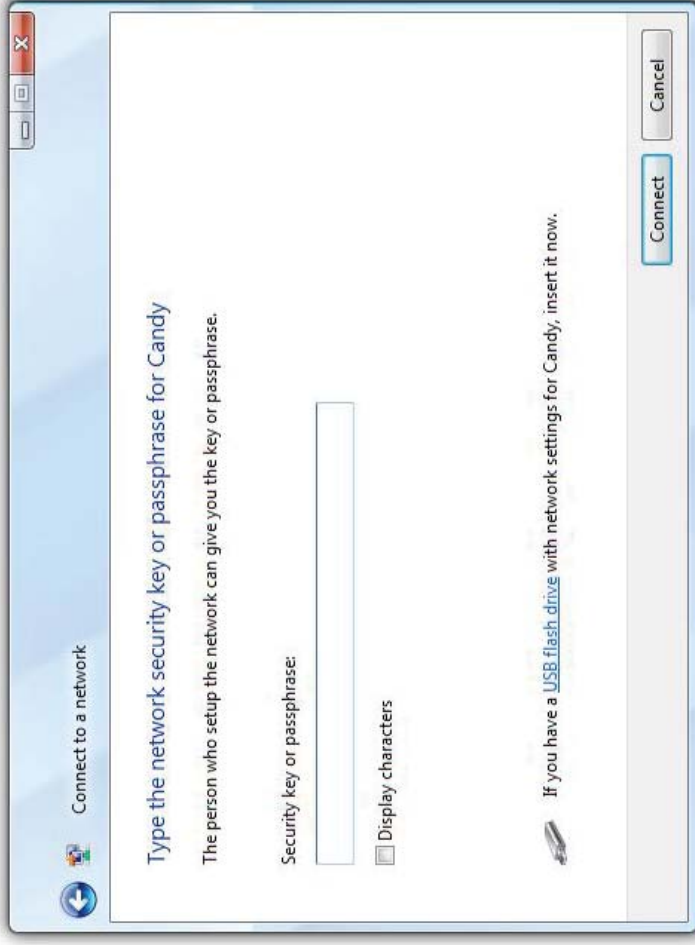 Connect to a network
Type the network security key or passphrase for Candy
The person who setup the network can give you the key or passphrase.
Security key or passphrase:
Display characters
If you have a USB flash drive with network settings for Candy, insert it now.
Connect
Cancel